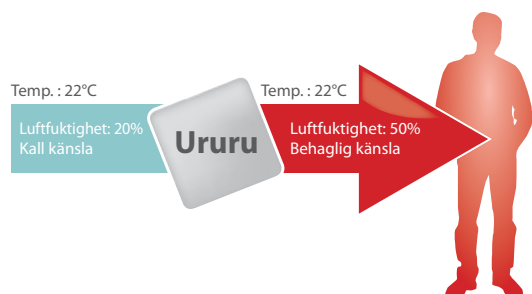 Temp. : 22°C
Luftfuktighet: 20%
Kall känsla
Ururu
Temp. : 22°C
Luftfuktighet: 50%
Behaglig känsla